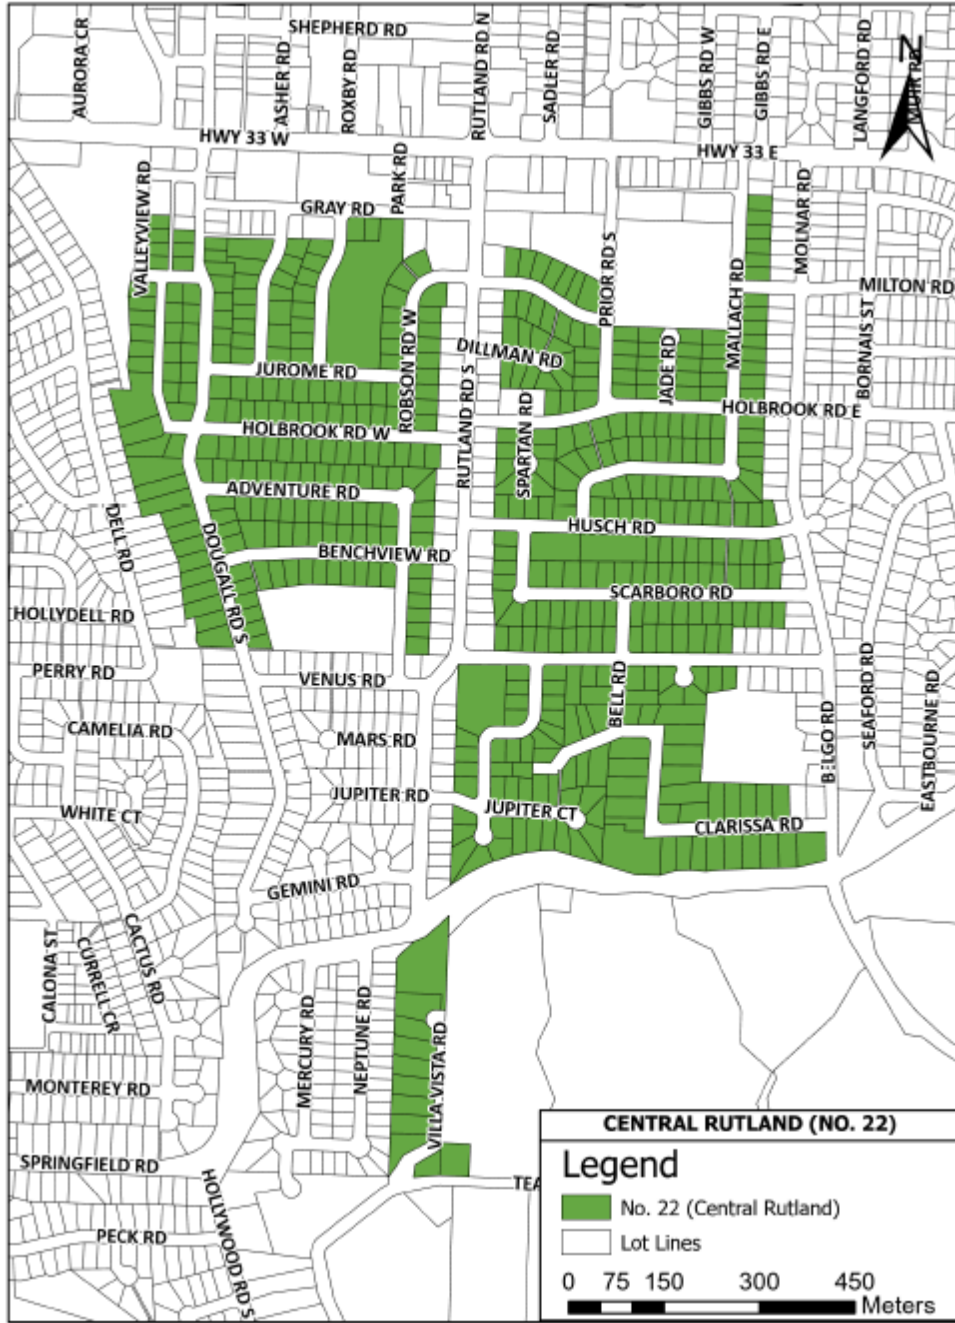 AURORA CR
SHEPHERD RD
ASHER RD
ROXBY RD
RUTLAND RD N
SADLER RD
GIBBS RD W
GIBBS RD E
LANGFORD RD
MUIR RD
N
HWY 33 W
HWY 33 E
PARK RD
VALLEYVIEW RD
GRAY RD
PRIOR RD S
MOLNAR RD
MALLACH RD
MILTON RD
BORNAIS ST
JADE RD
DILLMAN RD
JUROME RD
ROBSON RD W
RUTLAND RD S
SPARTAN RD
HOLBROOK RD E
HOLBROOK RD W
ADVENTURE RD
HUSCH RD
DELL RD
DOUGALL RD S
BENCHVIEW RD
SCARBORO RD
HOLLYDELL RD
PERRY RD
VENUS RD
BELL RD
BELGO RD
SEAFORD RD
EASTBOURNE RD
CAMELIA RD
MARS RD
JUPITER RD
JUPITER CT
WHITE CT
CLARISSA RD
GEMINI RD
CALONA ST
CURRELL CR
CACTUS RD
MERCURY RD
NEPTUNE RD
VILLA VISTA RD
MONTEREY RD
SPRINGFIELD RD
HOLLYWOOD RD S
PECK RD
TEA
CENTRAL RUTLAND (NO. 22)
Legend
No. 22 (Central Rutland)
Lot Lines
0 75 150 300 450
Meters